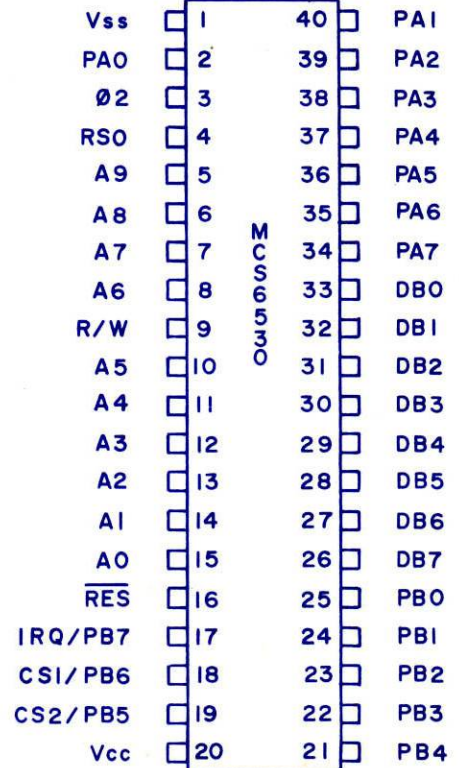 Vss 1 40 PA1
PA0 2 39 PA2
Ø2 3 38 PA3
RS0 4 37 PA4
A9 5 36 PA5
A8 6 35 PA6
A7 7 34 PA7
A6 8 33 DB0
R/W 9 32 DB1
A5 10 31 DB2
A4 11 30 DB3
A3 12 29 DB4
A2 13 28 DB5
A1 14 27 DB6
A0 15 26 DB7
RES 16 25 PB0
IRQ/PB7 17 24 PB1
CS1/PB6 18 23 PB2
CS2/PB5 19 22 PB3
Vcc 20 21 PB4
MCS6530